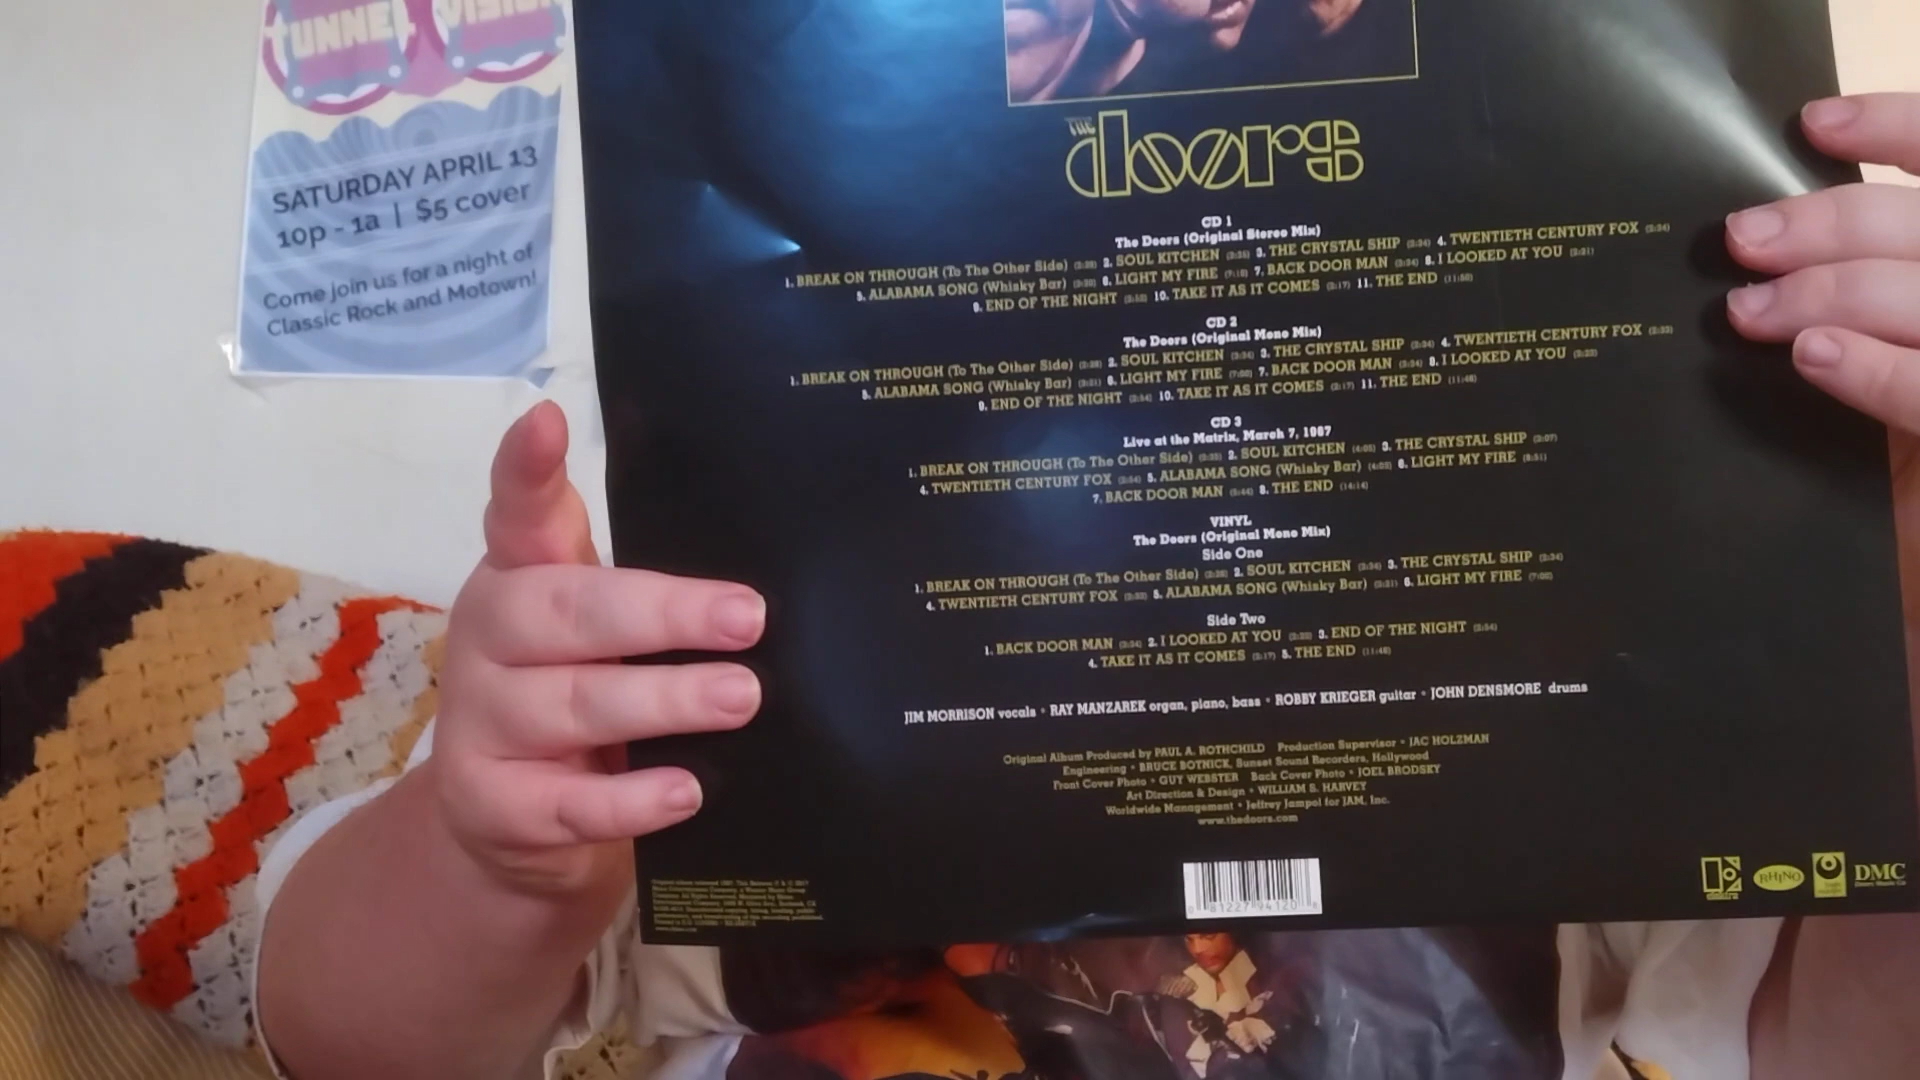 TUNNEL VISION
SATURDAY APRIL 13
10p - 1a | $5 cover
Come join us for a night of
Classic Rock and Motown!
THE doors
CD 1
The Doors (Original Stereo Mix)
1. BREAK ON THROUGH (To The Other Side) 2. SOUL KITCHEN 3. THE CRYSTAL SHIP 4. TWENTIETH CENTURY FOX
5. ALABAMA SONG (Whisky Bar) 6. LIGHT MY FIRE 7. BACK DOOR MAN 8. I LOOKED AT YOU
9. END OF THE NIGHT 10. TAKE IT AS IT COMES 11. THE END
CD 2
The Doors (Original Mono Mix)
1. BREAK ON THROUGH (To The Other Side) 2. SOUL KITCHEN 3. THE CRYSTAL SHIP 4. TWENTIETH CENTURY FOX
5. ALABAMA SONG (Whisky Bar) 6. LIGHT MY FIRE 7. BACK DOOR MAN 8. I LOOKED AT YOU
9. END OF THE NIGHT 10. TAKE IT AS IT COMES 11. THE END
CD 3
Live at the Matrix, March 7, 1967
1. BREAK ON THROUGH (To The Other Side) 2. SOUL KITCHEN 3. THE CRYSTAL SHIP
4. TWENTIETH CENTURY FOX 5. ALABAMA SONG (Whisky Bar) 6. LIGHT MY FIRE
7. BACK DOOR MAN 8. THE END (14:14)
VINYL
The Doors (Original Mono Mix)
Side One
1. BREAK ON THROUGH (To The Other Side) 2. SOUL KITCHEN 3. THE CRYSTAL SHIP
4. TWENTIETH CENTURY FOX 5. ALABAMA SONG (Whisky Bar) 6. LIGHT MY FIRE
Side Two
1. BACK DOOR MAN 2. I LOOKED AT YOU 3. END OF THE NIGHT
4. TAKE IT AS IT COMES 5. THE END
JIM MORRISON vocals • RAY MANZAREK organ, piano, bass • ROBBY KRIEGER guitar • JOHN DENSMORE drums
Original Album Produced by PAUL A. ROTHCHILD Production Supervisor • JAC HOLZMAN
Engineering • BRUCE BOTNICK, Sunset Sound Recorders, Hollywood
Front Cover Photo • GUY WEBSTER Back Cover Photo • JOEL BRODSKY
Art Direction & Design • WILLIAM S. HARVEY
Worldwide Management • Jeffrey Jampol for JAM, Inc.
www.thedoors.com
81227 94120
RHINO
DMC
Doors Music Co